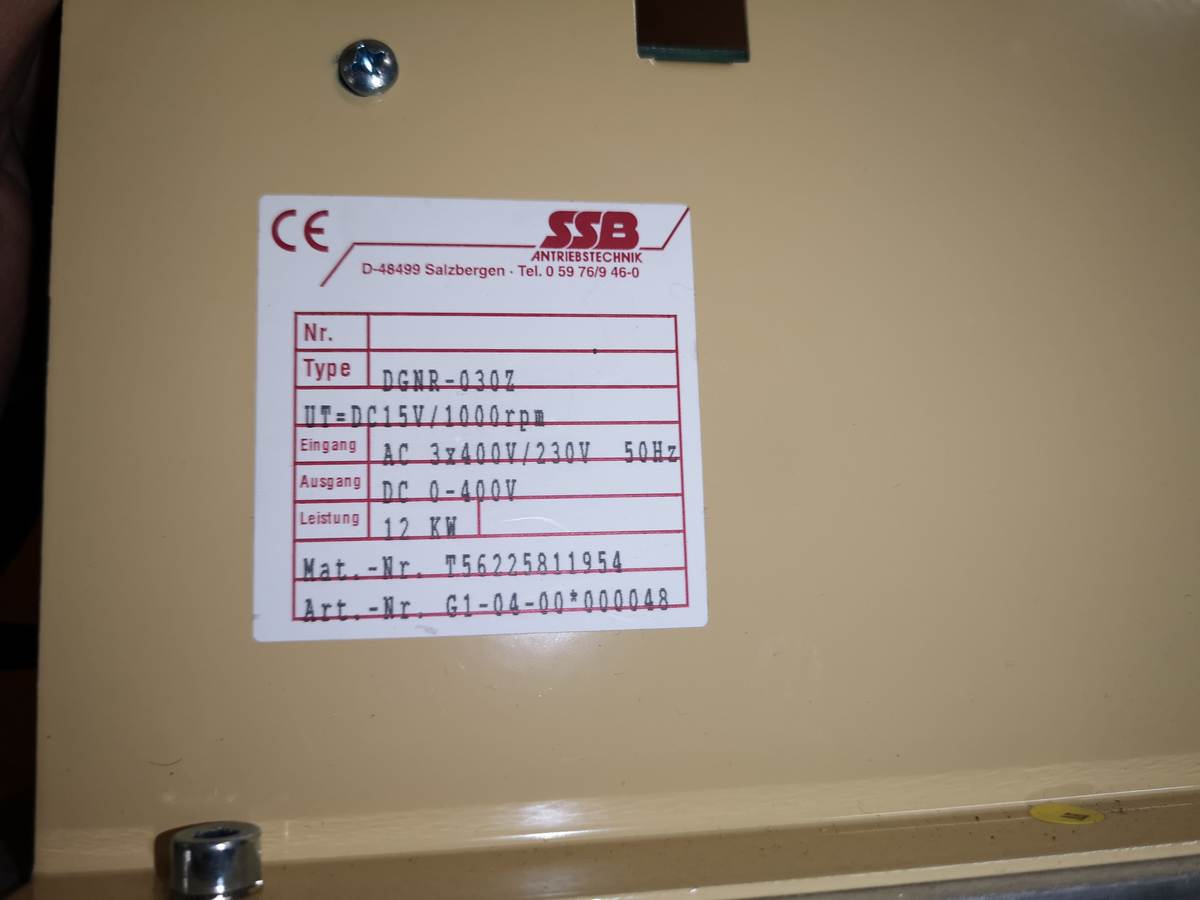 CE
SSB
ANTRIEBSTECHNIK
D-48499 Salzbergen · Tel. 0 59 76/9 46-0
Nr.
Type DGNR-030Z
UT=DC15V/1000rpm
Eingang AC 3x400V/230V 50Hz
Ausgang DC 0-400V
Leistung 12 KW
Mat.-Nr. T56225811954
Art.-Nr. G1-04-00*000048